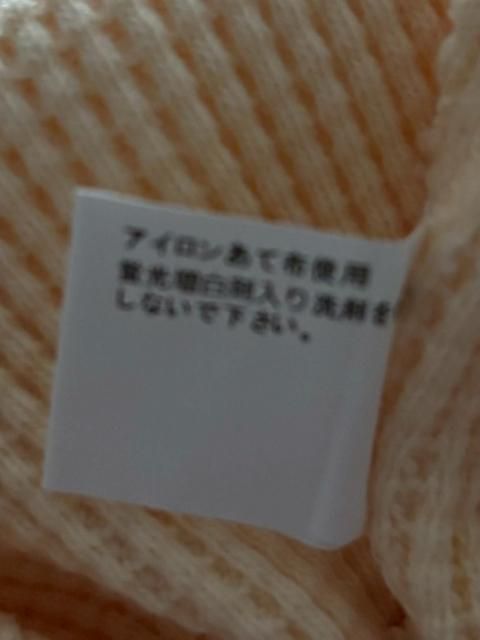 アイロンあて布使用
蛍光増白剤入り洗剤を
しないで下さい。